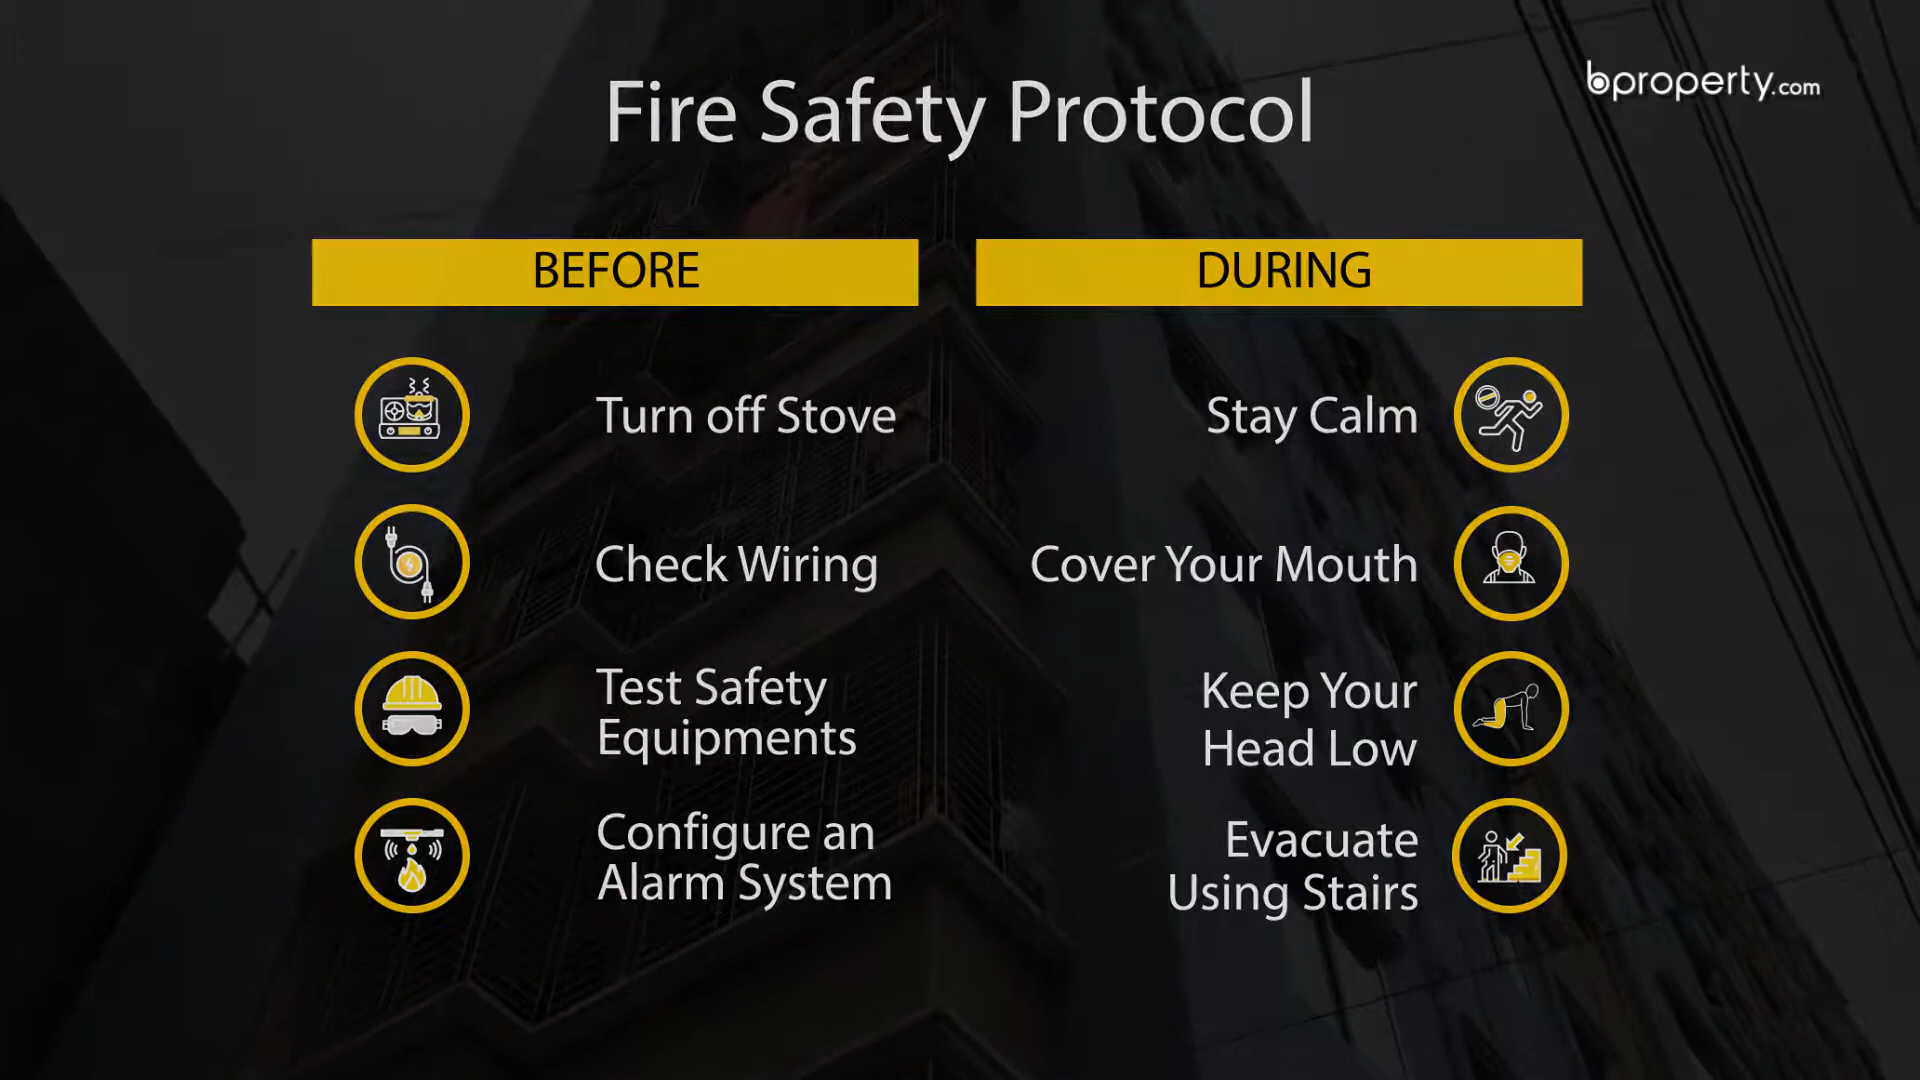 Fire Safety Protocol
bproperty.com
BEFORE
Turn off Stove
Check Wiring
Test Safety
Equipments
Configure an
Alarm System
DURING
Stay Calm
Cover Your Mouth
Keep Your
Head Low
Evacuate
Using Stairs